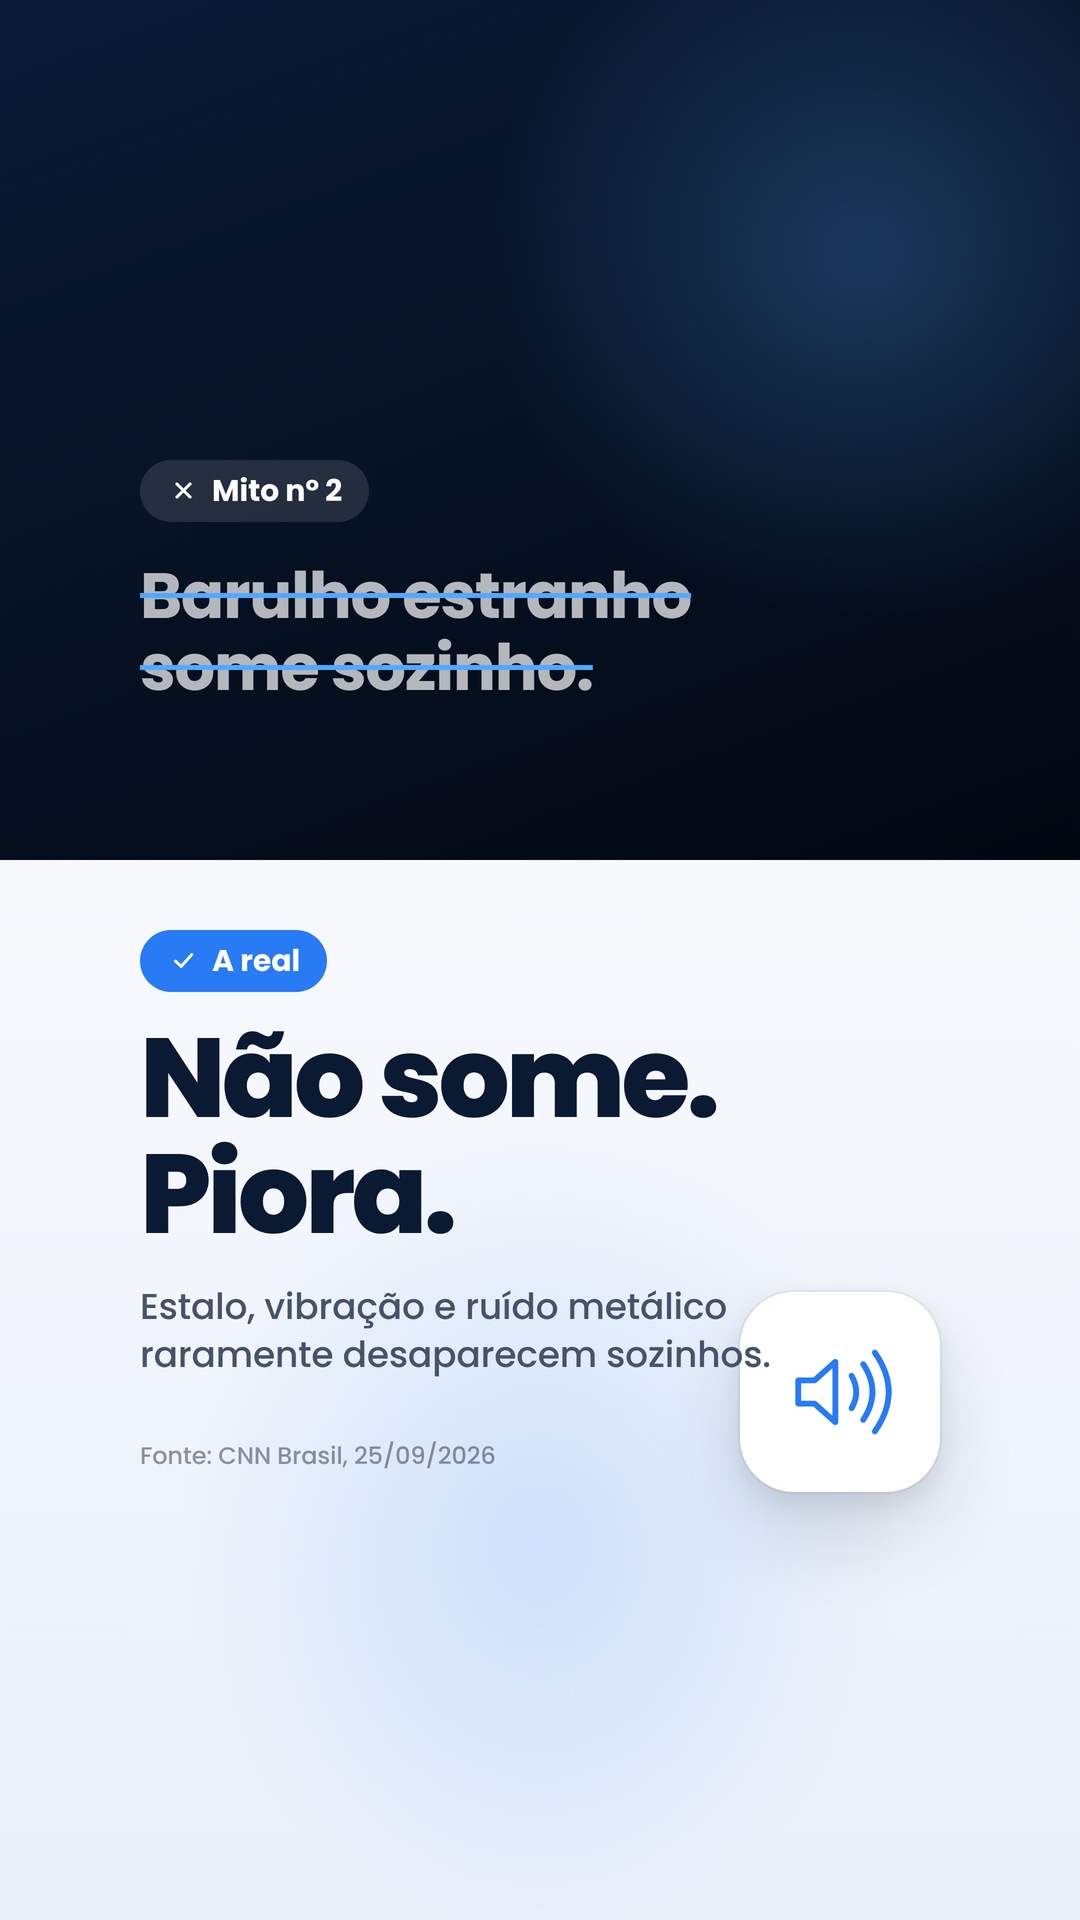 Mito nº 2
Barulho estranho
some sozinho.
A real
Não some.
Piora.
Estalo, vibração e ruído metálico
raramente desaparecem sozinhos.
Fonte: CNN Brasil, 25/09/2026